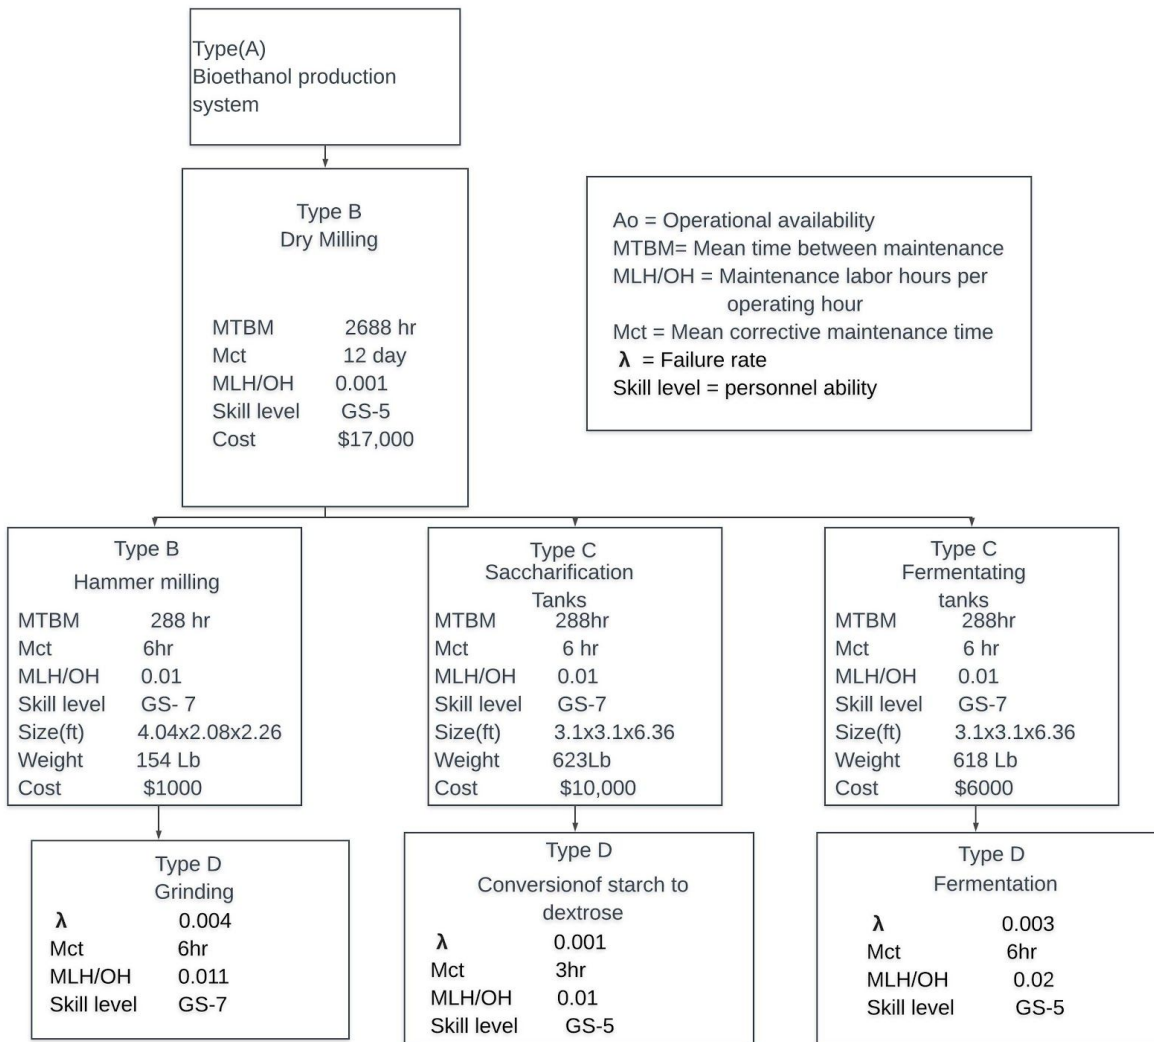 Type(A)
Bioethanol production
system
Type B
Dry Milling
MTBM 2688 hr
Mct 12 day
MLH/OH 0.001
Skill level GS-5
Cost $17,000
Ao = Operational availability
MTBM= Mean time between maintenance
MLH/OH = Maintenance labor hours per
operating hour
Mct = Mean corrective maintenance time
λ = Failure rate
Skill level = personnel ability
Type B
Hammer milling
MTBM 288 hr
Mct 6hr
MLH/OH 0.01
Skill level GS- 7
Size(ft) 4.04x2.08x2.26
Weight 154 Lb
Cost $1000
Type C
Saccharification
Tanks
MTBM 288hr
Mct 6 hr
MLH/OH 0.01
Skill level GS-7
Size(ft) 3.1x3.1x6.36
Weight 623Lb
Cost $10,000
Type C
Fermentating
tanks
MTBM 288hr
Mct 6 hr
MLH/OH 0.01
Skill level GS-7
Size(ft) 3.1x3.1x6.36
Weight 618 Lb
Cost $6000
Type D
Grinding
λ 0.004
Mct 6hr
MLH/OH 0.011
Skill level GS-7
Type D
Conversionof starch to
dextrose
λ 0.001
Mct 3hr
MLH/OH 0.01
Skill level GS-5
Type D
Fermentation
λ 0.003
Mct 6hr
MLH/OH 0.02
Skill level GS-5